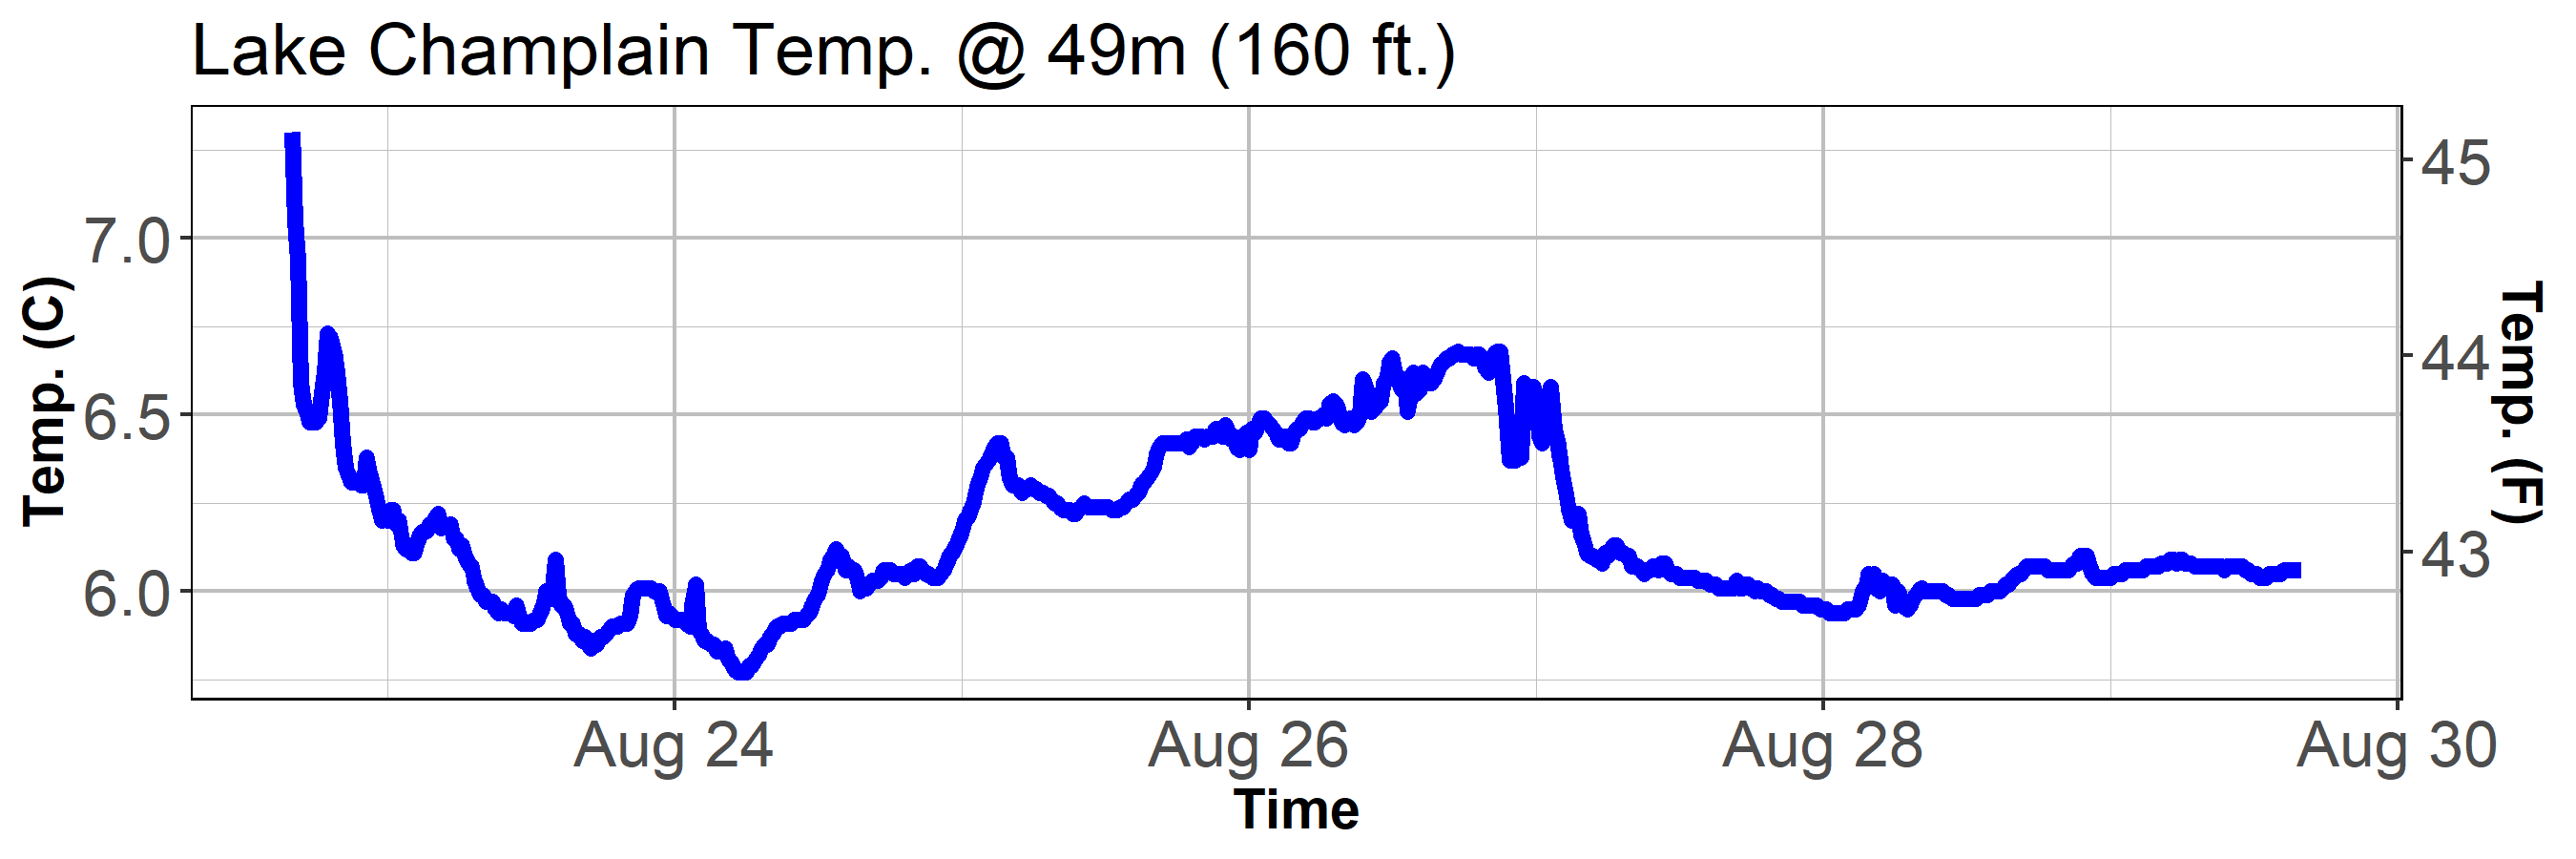 Lake Champlain Temp. @ 49m (160 ft.)
Temp. (C)
7.0
6.5
6.0
45
44
43
Temp. (F)
Aug 24
Aug 26
Aug 28
Aug 30
Time